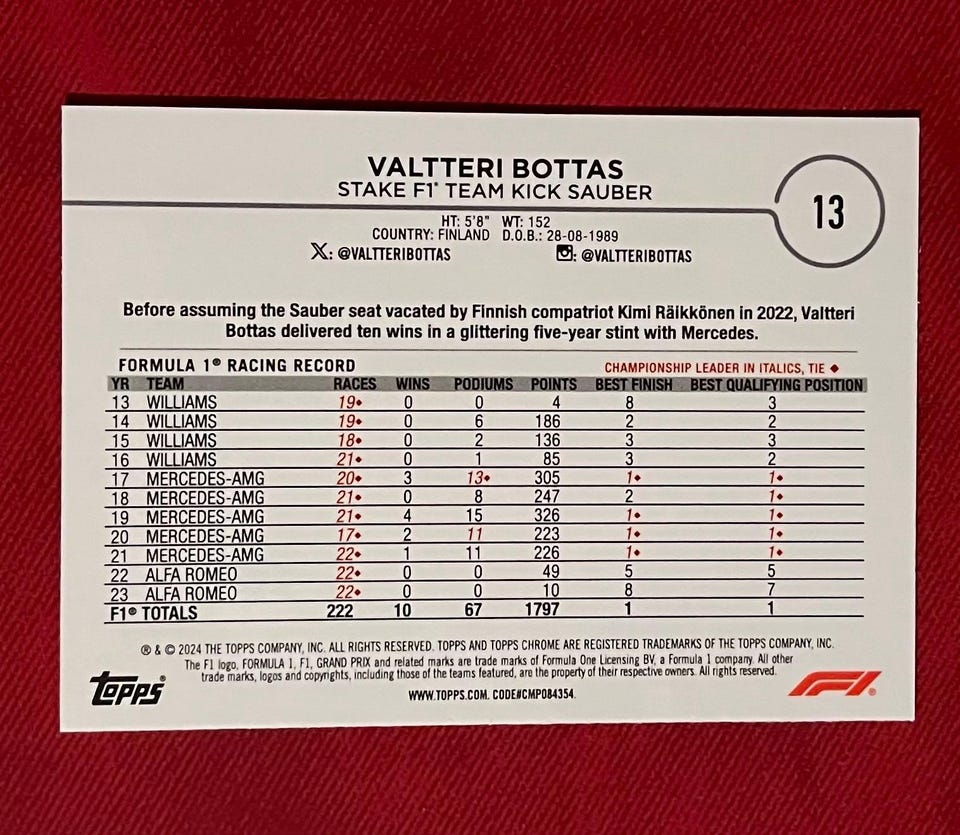 VALTTERI BOTTAS
STAKE F1® TEAM KICK SAUBER
13
HT: 5'8" WT: 152
COUNTRY: FINLAND D.O.B.: 28-08-1989
X: @VALTTERIBOTTAS : @VALTTERIBOTTAS
Before assuming the Sauber seat vacated by Finnish compatriot Kimi Räikkönen in 2022, Valtteri
Bottas delivered ten wins in a glittering five-year stint with Mercedes.
FORMULA 1® RACING RECORD CHAMPIONSHIP LEADER IN ITALICS, TIE ♦
YR TEAM RACES WINS PODIUMS POINTS BEST FINISH BEST QUALIFYING POSITION
13 WILLIAMS 19♦ 0 0 4 8 3
14 WILLIAMS 19♦ 0 6 186 2 2
15 WILLIAMS 18♦ 0 2 136 3 3
16 WILLIAMS 21♦ 0 1 85 3 2
17 MERCEDES-AMG 20♦ 3 13♦ 305 1♦ 1♦
18 MERCEDES-AMG 21♦ 0 8 247 2 1♦
19 MERCEDES-AMG 21♦ 4 15 326 1♦ 1♦
20 MERCEDES-AMG 17♦ 2 11 223 1♦ 1♦
21 MERCEDES-AMG 22♦ 1 11 226 1♦ 1♦
22 ALFA ROMEO 22♦ 0 0 49 5 5
23 ALFA ROMEO 22♦ 0 0 10 8 7
F1® TOTALS 222 10 67 1797 1 1
® & © 2024 THE TOPPS COMPANY, INC. ALL RIGHTS RESERVED. TOPPS AND TOPPS CHROME ARE REGISTERED TRADEMARKS OF THE TOPPS COMPANY, INC.
The F1 logo, FORMULA 1, F1, GRAND PRIX and related marks are trade marks of Formula One Licensing BV, a Formula 1 company. All other
trade marks, logos and copyrights, including those of the teams featured, are the property of their respective owners. All rights reserved.
WWW.TOPPS.COM. CODE#CMP084354.
Topps®
F1®